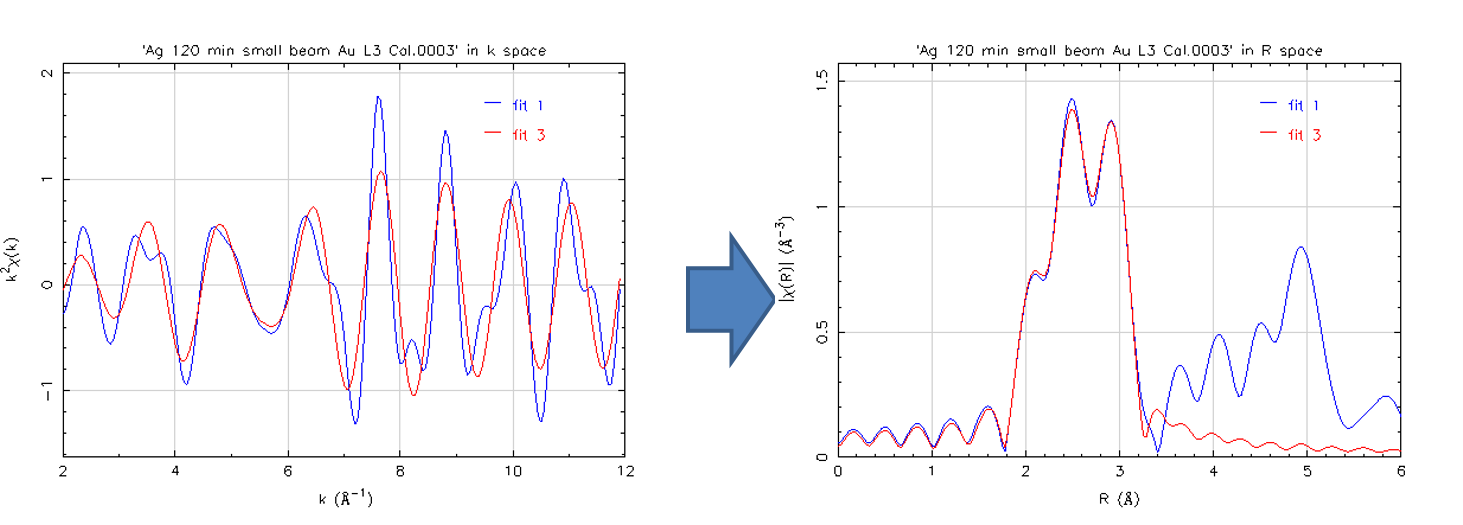 'Ag 120 min small beam Au L3 Cal.0003' in k space
2
1
0
−1
k²χ(k)
fit 1
fit 3
2 4 6 8 10 12
k (Å⁻¹)
'Ag 120 min small beam Au L3 Cal.0003' in R space
1.5
1
0.5
0
|χ(R)| (Å⁻³)
fit 1
fit 3
0 1 2 3 4 5 6
R (Å)